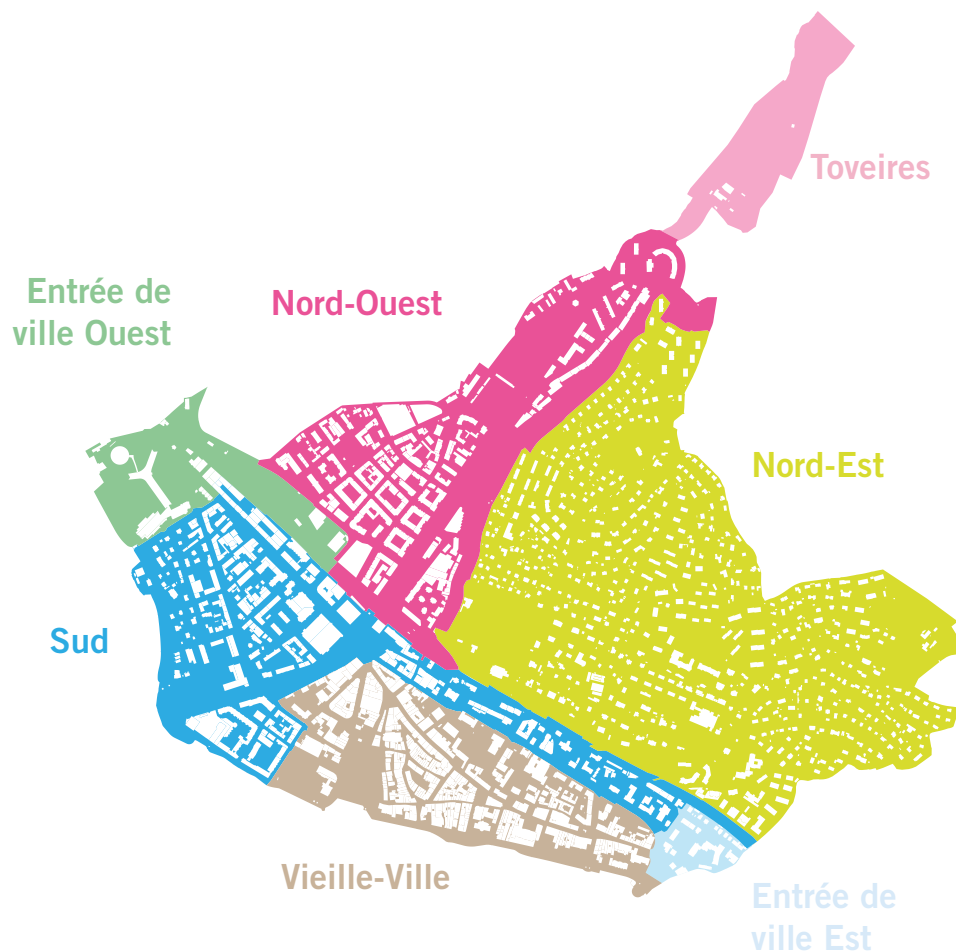 Toveires
Entrée de
ville Ouest
Nord-Ouest
Nord-Est
Sud
Vieille-Ville
Entrée de
ville Est